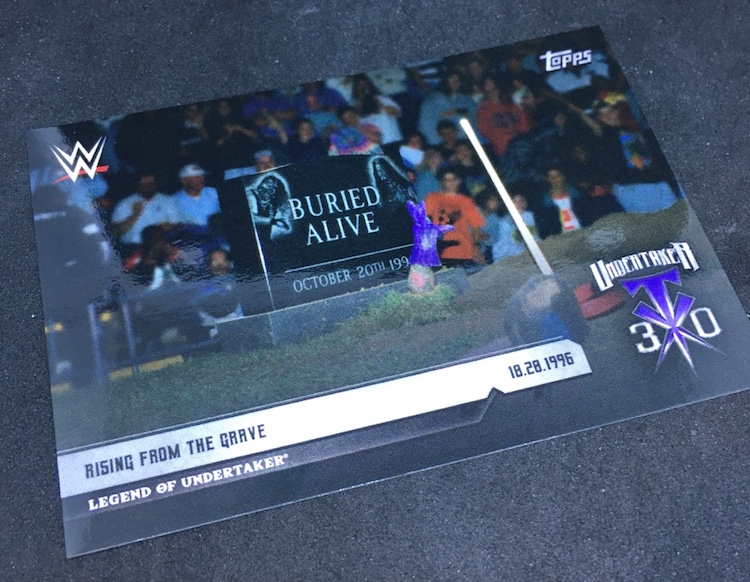 Topps
W
BURIED
ALIVE
OCTOBER 20TH 199
UNDERTAKER
30
10.20.1996
RISING FROM THE GRAVE
LEGEND OF UNDERTAKER®